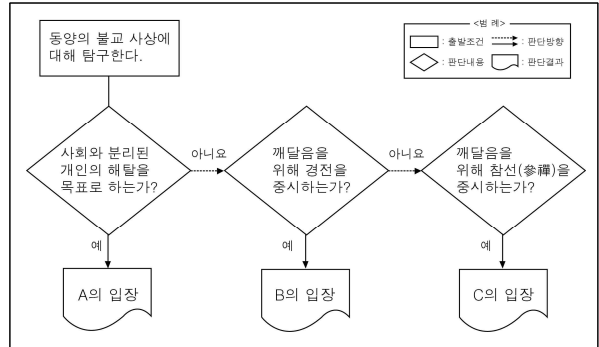 동양의 불교 사상에
대해 탐구한다.
<범 례>
: 출발조건
: 판단방향
: 판단내용
: 판단결과
사회와 분리된
개인의 해탈을
목표로 하는가?
아니요
깨달음을
위해 경전을
중시하는가?
아니요
깨달음을
위해 참선(參禪)을
중시하는가?
예
예
예
A의 입장
B의 입장
C의 입장